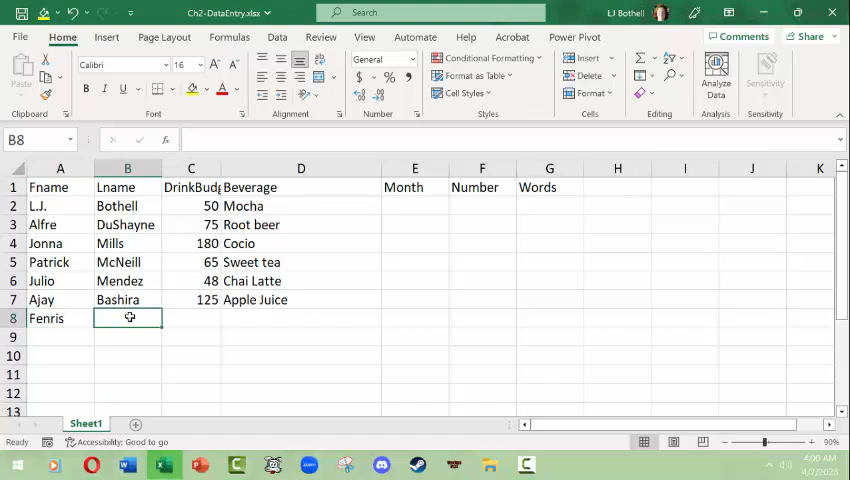 Ch2-DataEntry.xlsx
Search
LJ Bothell
File Home Insert Page Layout Formulas Data Review View Automate Help Acrobat Power Pivot Comments Share
Paste
Calibri 16 A A
B I U A
General
$ % 9
Conditional Formatting
Format as Table
Cell Styles
Insert
Delete
Format
Analyze Data
Sensitivity
Clipboard Font Alignment Number Styles Cells Editing Analysis Sensitivity
B8 fx
A B C D E F G H I J K
1 Fname Lname DrinkBudg Beverage Month Number Words
2 L.J. Bothell 50 Mocha
3 Alfre DuShayne 75 Root beer
4 Jonna Mills 180 Cocio
5 Patrick McNeill 65 Sweet tea
6 Julio Mendez 48 Chai Latte
7 Ajay Bashira 125 Apple Juice
8 Fenris
9
10
11
12
13
Sheet1
Ready Accessibility: Good to go 90%
4:00 AM
4/7/2023